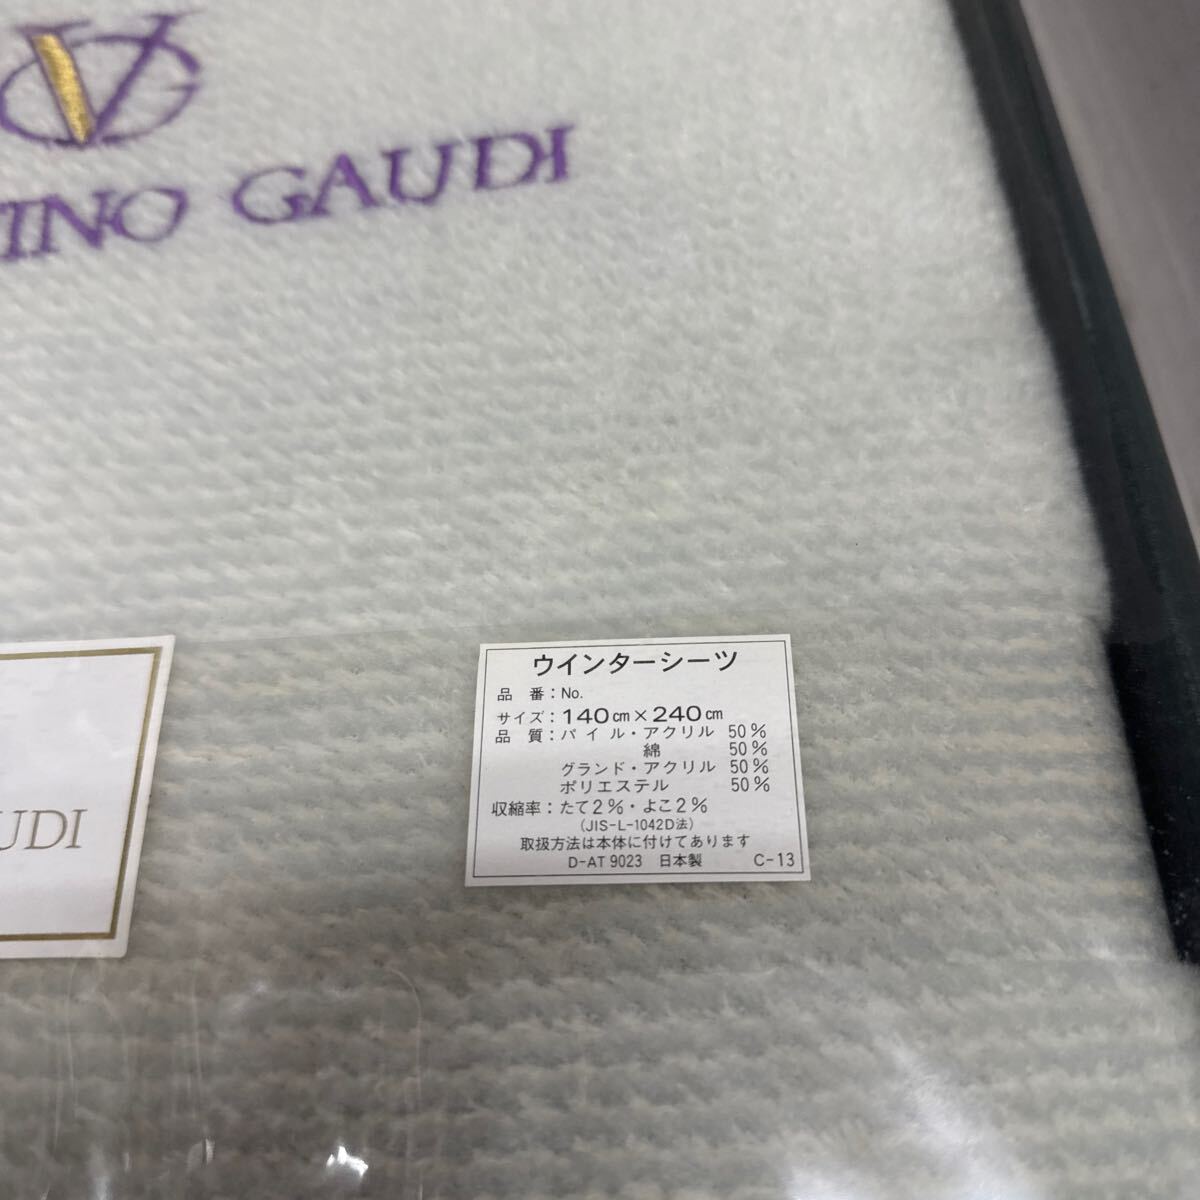 TINO GAUDI
UDI
ウインターシーツ
品 番：No.
サイズ：140㎝×240㎝
品 質：パイル・アクリル 50％
綿 50％
グランド・アクリル 50％
ポリエステル 50％
収縮率：たて2％・よこ2％
(JIS-L-1042D法)
取扱方法は本体に付けてあります
D-AT 9023 日本製 C-13